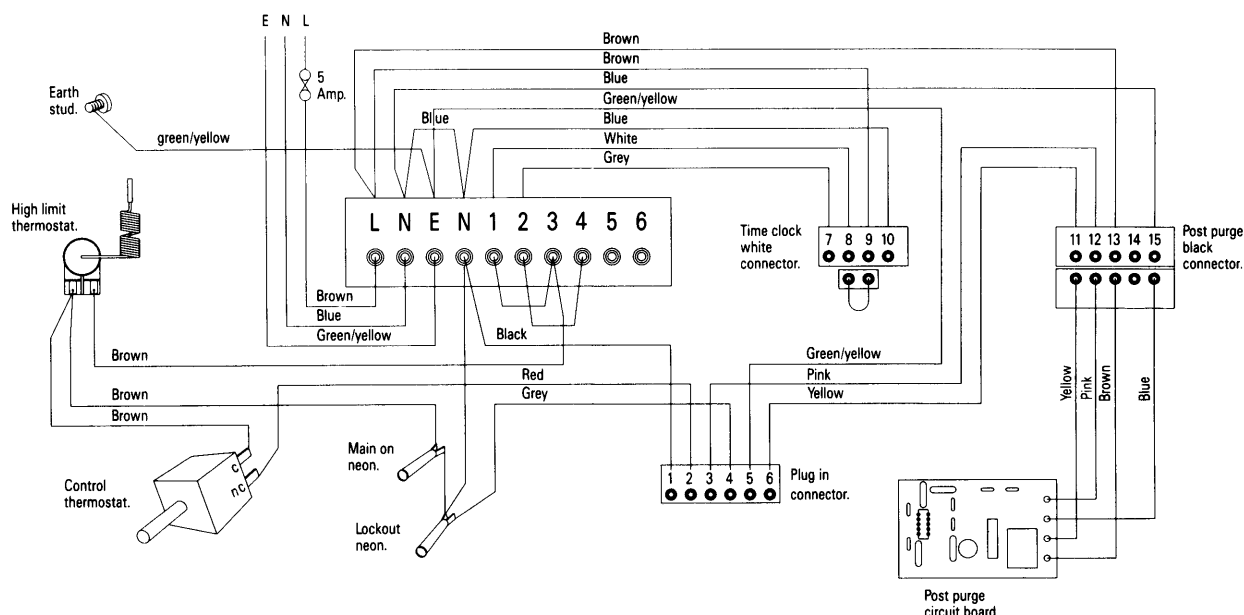 E N L
5
Amp.
Brown
Brown
Blue
Green/yellow
Blue
Blue
White
Grey
Earth
stud.
green/yellow
High limit
thermostat.
L N E N 1 2 3 4 5 6
Time clock
white
connector.
7 8 9 10
11 12 13 14 15
Post purge
black
connector.
Brown
Blue
Green/yellow
Black
Brown
Red
Grey
Brown
Brown
Green/yellow
Pink
Yellow
Yellow
Pink
Brown
Blue
Control
thermostat.
c
nc
Main on
neon.
Lockout
neon.
1 2 3 4 5 6
Plug in
connector.
Post purge
circuit board